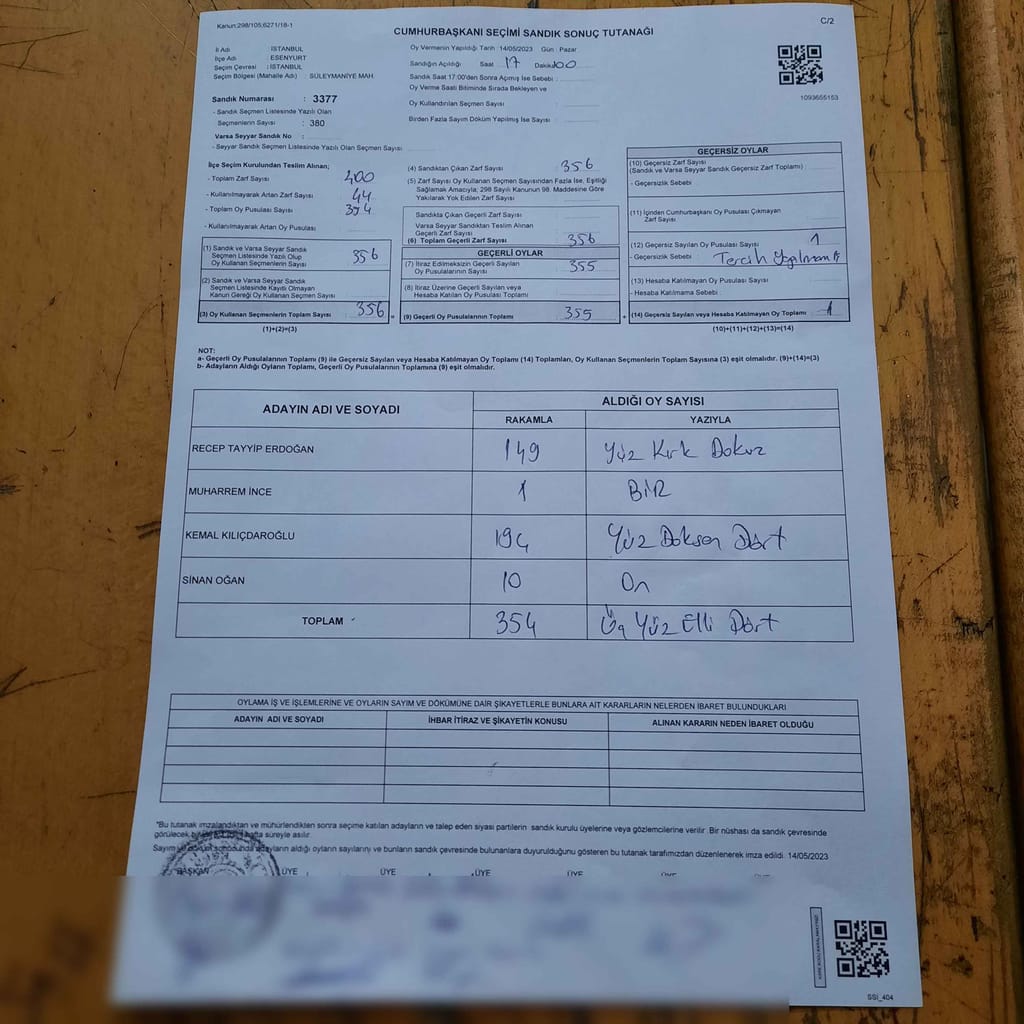 Kanun:298/105;6271/18-1
C/2
CUMHURBAŞKANI SEÇİMİ SANDIK SONUÇ TUTANAĞI
İl Adı : İSTANBUL
İlçe Adı : ESENYURT
Seçim Çevresi : İSTANBUL
Seçim Bölgesi (Mahalle Adı) : SÜLEYMANİYE MAH.
Sandık Numarası : 3377
- Sandık Seçmen Listesinde Yazılı Olan
Seçmenlerin Sayısı : 380
Varsa Seyyar Sandık No :
- Seyyar Sandık Seçmen Listesinde Yazılı Olan Seçmen Sayısı
Oy Vermenin Yapıldığı Tarih : 14/05/2023 Gün : Pazar
Sandığın Açıldığı Saat : 17 Dakika 00
Sandık Saat 17:00'den Sonra Açmış İse Sebebi :
Oy Verme Saati Bitiminde Sırada Bekleyen ve
Oy Kullandırılan Seçmen Sayısı :
Birden Fazla Sayım Döküm Yapılmış İse Sayısı :
1093655153
İlçe Seçim Kurulundan Teslim Alınan;
- Toplam Zarf Sayısı : 400
- Kullanılmayarak Artan Zarf Sayısı : 44
- Toplam Oy Pusulası Sayısı :
- Kullanılmayarak Artan Oy Pusulası :
(1) Sandık ve Varsa Seyyar Sandık
Seçmen Listesinde Yazılı Olup
Oy Kullanan Seçmenlerin Sayısı 356
(2) Sandık ve Varsa Seyyar Sandık
Seçmen Listesinde Kaydı Olmayan
Kanun Gereği Oy Kullanan Seçmen Sayısı
(3) Oy Kullanan Seçmenlerin Toplam Sayısı 356 =
(1)+(2)=(3)
(4) Sandıktan Çıkan Zarf Sayısı : 356
(5) Zarf Sayısı Oy Kullanan Seçmen Sayısından Fazla İse, Eşitliği
Sağlamak Amacıyla; 298 Sayılı Kanunun 98. Maddesine Göre
Yakılarak Yok Edilen Zarf Sayısı
Sandıkta Çıkan Geçerli Zarf Sayısı
Varsa Seyyar Sandıktan Teslim Alınan
Geçerli Zarf Sayısı
(6) Toplam Geçerli Zarf Sayısı 356
GEÇERLİ OYLAR
(7) İtiraz Edilmeksizin Geçerli Sayılan
Oy Pusulalarının Sayısı 355
(8) İtiraz Üzerine Geçerli Sayılan veya
Hesaba Katılan Oy Pusulası Toplamı
(9) Geçerli Oy Pusulalarının Toplamı 355 +
GEÇERSİZ OYLAR
(10) Geçersiz Zarf Sayısı
(Sandık ve Varsa Seyyar Sandık Geçersiz Zarf Toplamı)
- Geçersizlik Sebebi
(11) İçinden Cumhurbaşkanı Oy Pusulası Çıkmayan
Zarf Sayısı
(12) Geçersiz Sayılan Oy Pusulası Sayısı 1
- Geçersizlik Sebebi Tercih
(13) Hesaba Katılmayan Oy Pusulası Sayısı
- Hesaba Katılmama Sebebi
(14) Geçersiz Sayılan veya Hesaba Katılmayan Oy Toplamı 1
(10)+(11)+(12)+(13)=(14)
NOT:
a- Geçerli Oy Pusulalarının Toplamı (9) ile Geçersiz Sayılan veya Hesaba Katılmayan Oy Toplamı (14) Toplamları, Oy Kullanan Seçmenlerin Toplam Sayısına (3) eşit olmalıdır. (9)+(14)=(3)
b- Adayların Aldığı Oyların Toplamı, Geçerli Oy Pusulalarının Toplamına (9) eşit olmalıdır.
ADAYIN ADI VE SOYADI ALDIĞI OY SAYISI
RAKAMLA YAZIYLA
RECEP TAYYİP ERDOĞAN 149 Yüz Kırk Dokuz
MUHARREM İNCE 1 BİR
KEMAL KILIÇDAROĞLU 194 Yüz Doksan Dört
SİNAN OĞAN 10 On
TOPLAM 354 Üç Yüz Elli Dört
OYLAMA İŞ VE İŞLEMLERİNE VE OYLARIN SAYIM VE DÖKÜMÜNE DAİR ŞİKAYETLERLE BUNLARA AİT KARARLARIN NELERDEN İBARET BULUNDUKLARI
ADAYIN ADI VE SOYADI İHBAR İTİRAZ VE ŞİKAYETİN KONUSU ALINAN KARARIN NEDEN İBARET OLDUĞU
*Bu tutanak imzalandıktan ve mühürlendikten sonra seçime katılan adayların ve talep eden siyasi partilerin sandık kurulu üyelerine veya gözlemcilerine verilir. Bir nüshası da sandık çevresinde
görülecek bir hafta süreyle asılır.
Sayım ve döküm sonucunda adayların aldığı oyların sayılarını ve bunların sandık çevresinde bulunanlara duyurulduğunu gösteren bu tutanak tarafımızdan düzenlenerek imza edildi. 14/05/2023
BAŞKAN ÜYE ÜYE ÜYE ÜYE ÜYE
SSİ_404